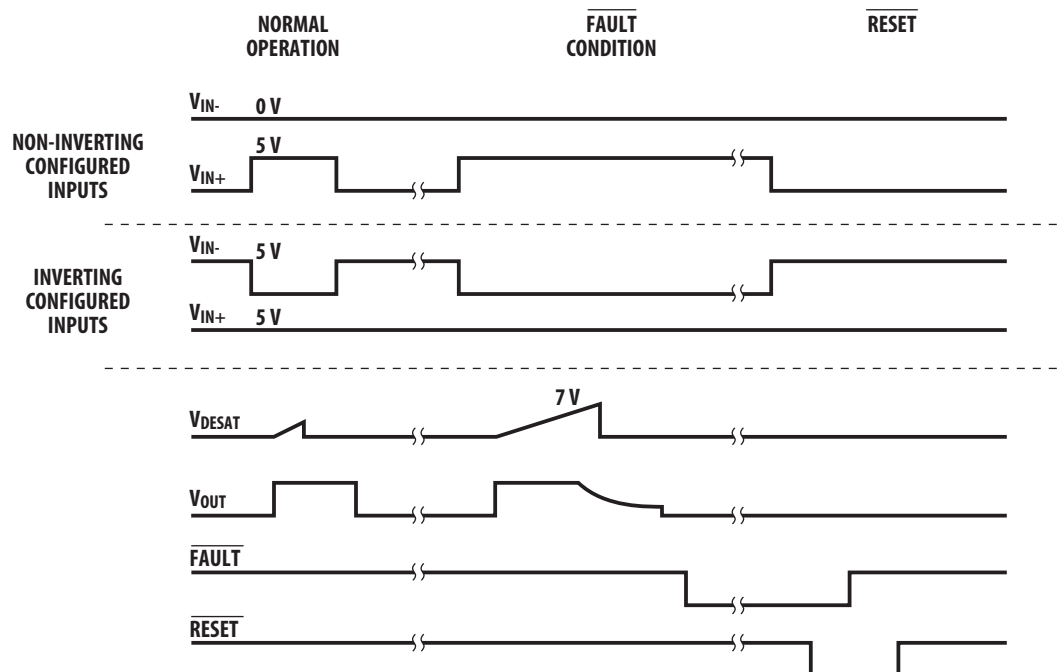 NORMAL
OPERATION
FAULT
CONDITION
RESET
NON-INVERTING
CONFIGURED
INPUTS
VIN- 0 V
5 V
VIN+
INVERTING
CONFIGURED
INPUTS
VIN- 5 V
VIN+ 5 V
7 V
VDESAT
VOUT
FAULT
RESET